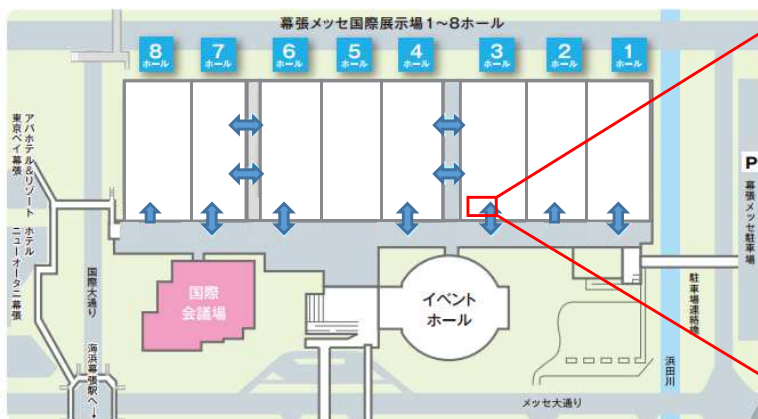 幕張メッセ国際展示場1～8ホール
8
ホール
7
ホール
6
ホール
5
ホール
4
ホール
3
ホール
2
ホール
1
ホール
アパホテル&リゾート
東京ベイ幕張
ホテル
ニューオータニ幕張
国際大通り
海浜幕張駅へ→
国際
会議場
イベント
ホール
P
幕張メッセ駐車場
駐車場連絡橋
浜田川
メッセ大通り